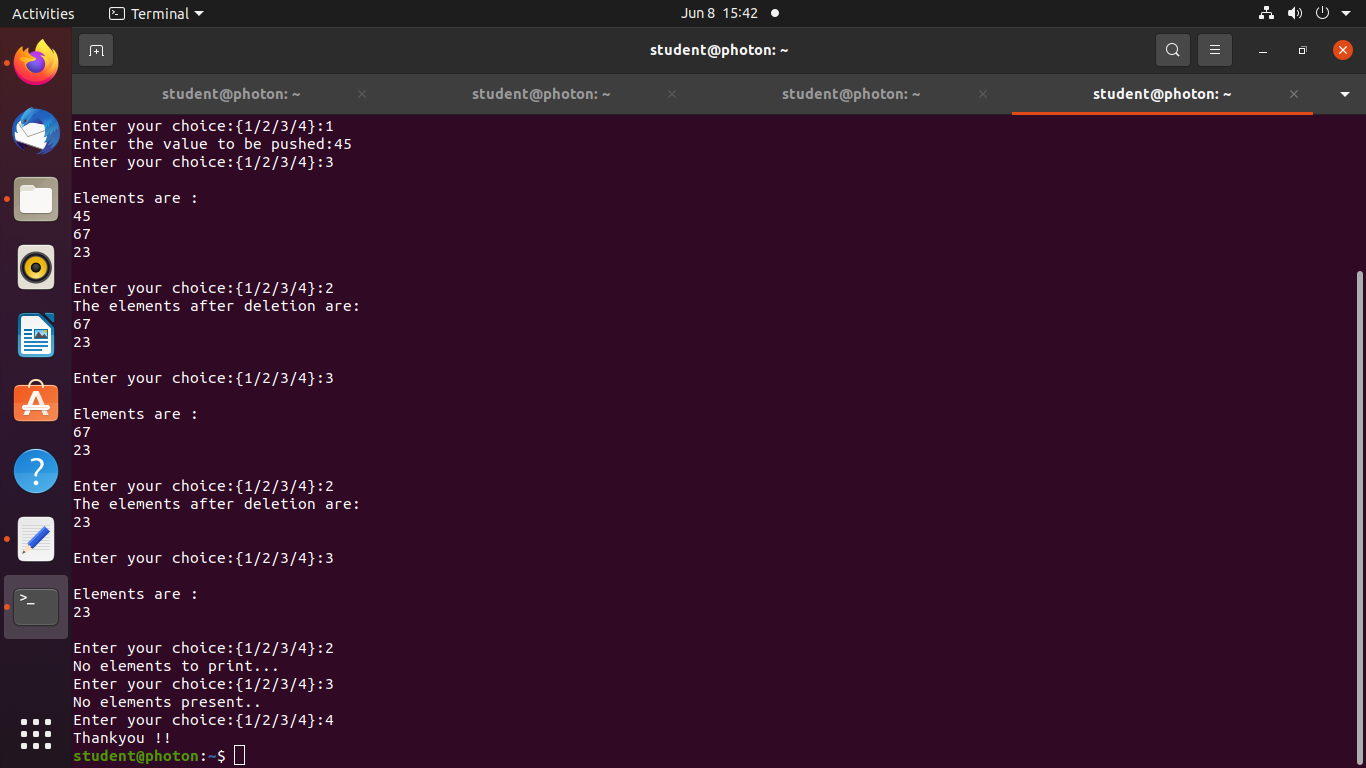 Activities
Terminal
Jun 8 15:42
student@photon: ~
student@photon: ~
student@photon: ~
student@photon: ~
student@photon: ~
Enter your choice:{1/2/3/4}:1
Enter the value to be pushed:45
Enter your choice:{1/2/3/4}:3
Elements are :
45
67
23
Enter your choice:{1/2/3/4}:2
The elements after deletion are:
67
23
Enter your choice:{1/2/3/4}:3
Elements are :
67
23
Enter your choice:{1/2/3/4}:2
The elements after deletion are:
23
Enter your choice:{1/2/3/4}:3
Elements are :
23
Enter your choice:{1/2/3/4}:2
No elements to print...
Enter your choice:{1/2/3/4}:3
No elements present..
Enter your choice:{1/2/3/4}:4
Thankyou !!
student@photon:~$